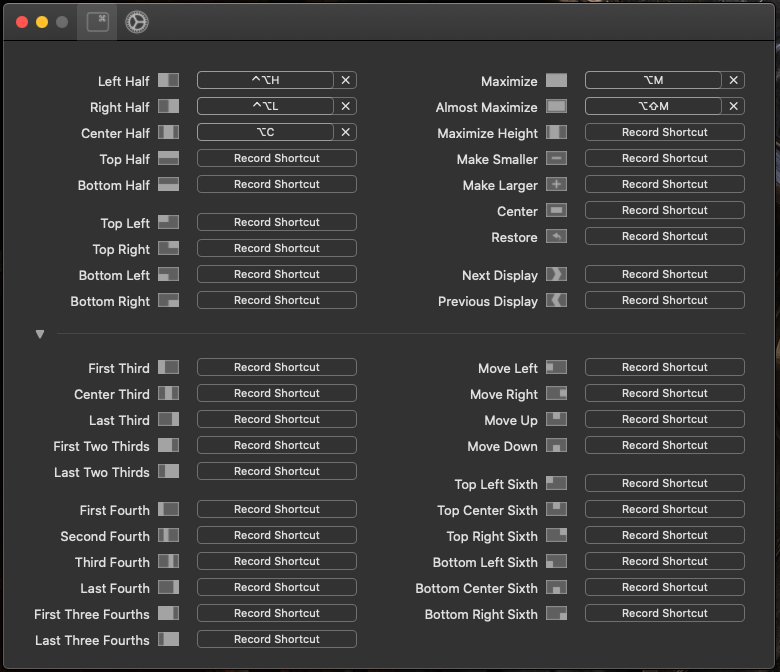 Left Half ^⌥H ✕
Right Half ^⌥L ✕
Center Half ⌥C ✕
Top Half Record Shortcut
Bottom Half Record Shortcut
Top Left Record Shortcut
Top Right Record Shortcut
Bottom Left Record Shortcut
Bottom Right Record Shortcut
Maximize ⌥M ✕
Almost Maximize ⌥⇧M ✕
Maximize Height Record Shortcut
Make Smaller Record Shortcut
Make Larger Record Shortcut
Center Record Shortcut
Restore Record Shortcut
Next Display Record Shortcut
Previous Display Record Shortcut
First Third Record Shortcut
Center Third Record Shortcut
Last Third Record Shortcut
First Two Thirds Record Shortcut
Last Two Thirds Record Shortcut
First Fourth Record Shortcut
Second Fourth Record Shortcut
Third Fourth Record Shortcut
Last Fourth Record Shortcut
First Three Fourths Record Shortcut
Last Three Fourths Record Shortcut
Move Left Record Shortcut
Move Right Record Shortcut
Move Up Record Shortcut
Move Down Record Shortcut
Top Left Sixth Record Shortcut
Top Center Sixth Record Shortcut
Top Right Sixth Record Shortcut
Bottom Left Sixth Record Shortcut
Bottom Center Sixth Record Shortcut
Bottom Right Sixth Record Shortcut